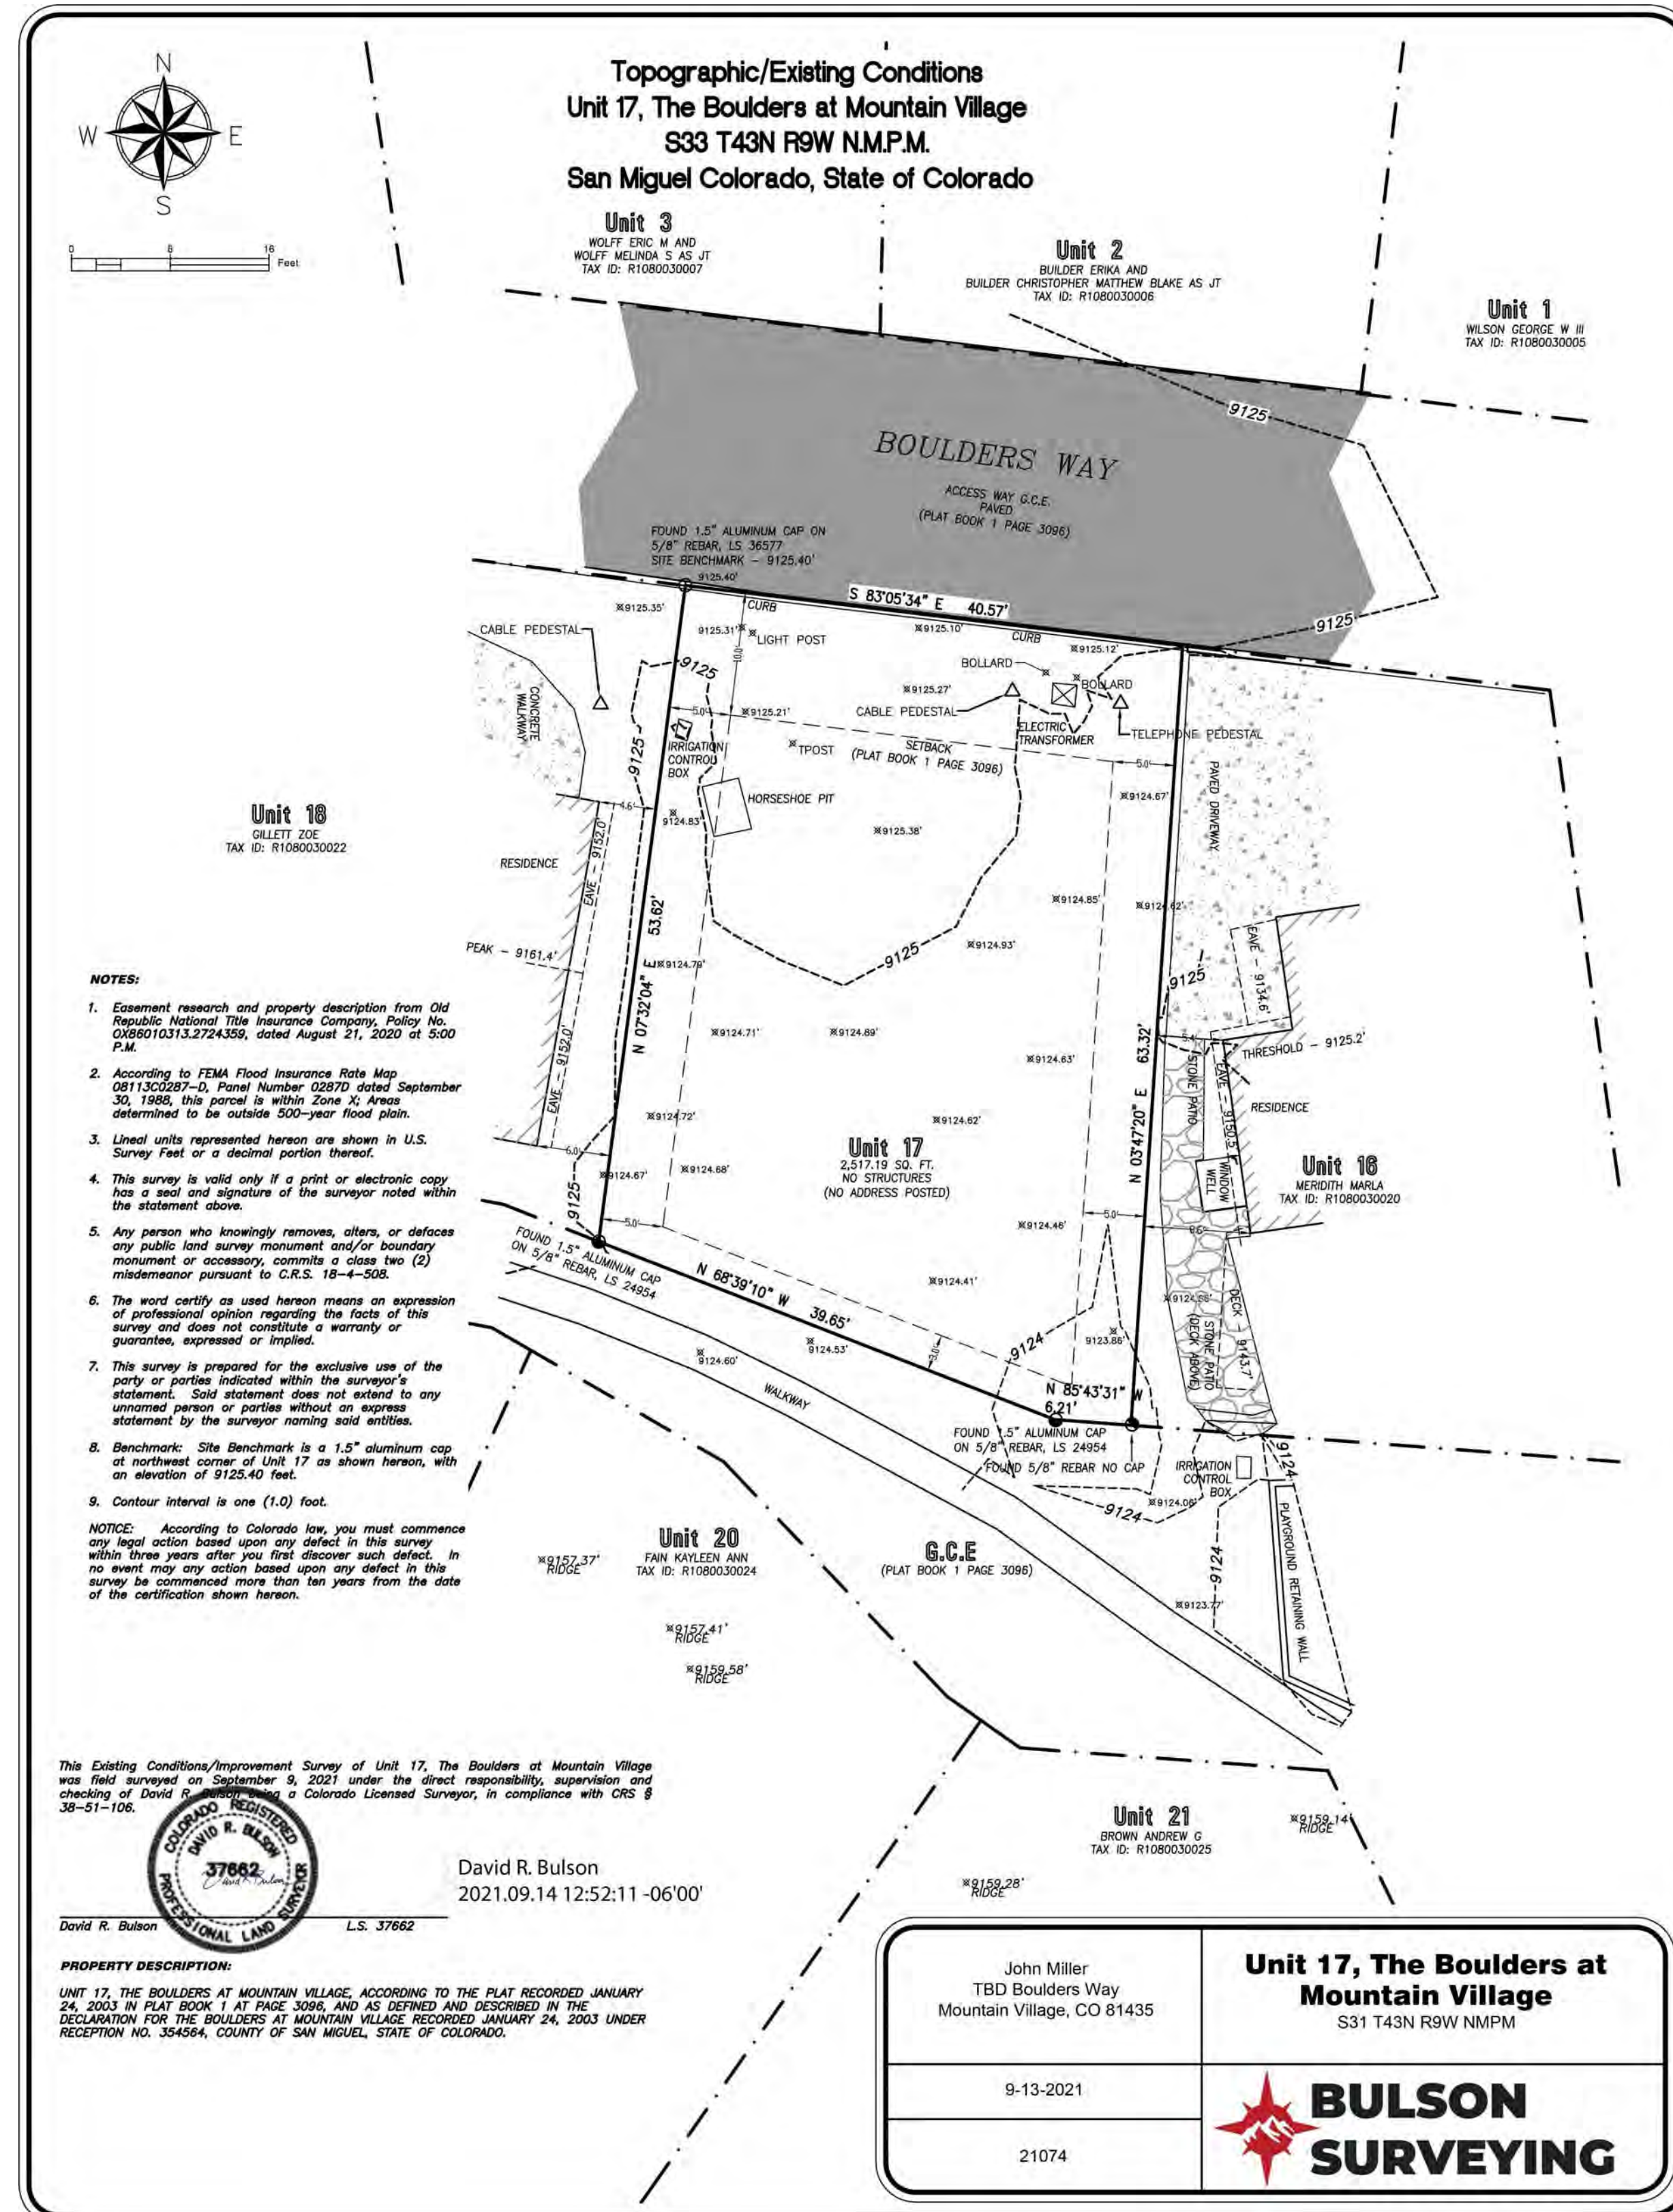 N
W
E
S
0 8 16
Feet
Topographic/Existing Conditions
Unit 17, The Boulders at Mountain Village
S33 T43N R9W N.M.P.M.
San Miguel Colorado, State of Colorado
Unit 3
WOLFF ERIC M AND
WOLFF MELINDA S AS JT
TAX ID: R1080030007
Unit 2
BUILDER ERIKA AND
BUILDER CHRISTOPHER MATTHEW BLAKE AS JT
TAX ID: R1080030006
Unit 1
WILSON GEORGE W III
TAX ID: R1080030005
9125
BOULDERS WAY
ACCESS WAY G.C.E.
PAVED
(PLAT BOOK 1 PAGE 3096)
FOUND 1.5" ALUMINUM CAP ON
5/8" REBAR, LS 36577
SITE BENCHMARK - 9125.40'
9125.40'
S 83°05'34" E 40.57'
9125
9125.35'
CURB
9125.31'
LIGHT POST
9125.10'
CURB
9125.12'
CABLE PEDESTAL
10.0'
9125
BOLLARD
BOLLARD
9125.27'
CONCRETE
WALKWAY
5.0'
9125.21'
CABLE PEDESTAL
ELECTRIC
TRANSFORMER
TELEPHONE PEDESTAL
9125
IRRIGATION
CONTROL
BOX
TPOST
SETBACK
(PLAT BOOK 1 PAGE 3096)
5.0'
PAVED DRIVEWAY
4.6'
HORSESHOE PIT
9124.67'
9124.83'
9125.38'
Unit 18
GILLETT ZOE
TAX ID: R1080030022
RESIDENCE
EAVE - 9152.0'
9124.85'
9124.62'
53.62'
PEAK - 9161.4'
9124.93'
EAVE - 9134.6'
9124.79'
9125
9125
N 07°32'04" E
EAVE - 9152.0'
9124.71'
9124.89'
9124.63'
63.32'
5.4'
THRESHOLD - 9125.2'
STONE PATIO
EAVE - 9150.5'
9124.72'
9124.62'
RESIDENCE
Unit 17
2,517.19 SQ. FT.
NO STRUCTURES
(NO ADDRESS POSTED)
N 03°47'20" E
WINDOW
WELL
Unit 16
MERIDITH MARLA
TAX ID: R1080030020
6.0'
9124.67'
9124.68'
9125
5.0'
9124.46'
5.0'
8.6'
FOUND 1.5" ALUMINUM CAP
ON 5/8" REBAR, LS 24954
N 68°39'10" W 39.65'
9124.41'
DECK - 9143.7'
STONE PATIO
(DECK ABOVE)
9124.60'
9124.53'
9124
9123.86'
WALKWAY
N 85°43'31" W
6.21'
FOUND 1.5" ALUMINUM CAP
ON 5/8" REBAR, LS 24954
FOUND 5/8" REBAR NO CAP
IRRIGATION
CONTROL
BOX
9124
9124.06'
9124
9124
PLAYGROUND RETAINING WALL
9123.77'
Unit 20
FAIN KAYLEEN ANN
TAX ID: R1080030024
G.C.E
(PLAT BOOK 1 PAGE 3096)
9157.37'
RIDGE
9157.41'
RIDGE
9159.58'
RIDGE
Unit 21
BROWN ANDREW G
TAX ID: R1080030025
9159.14'
RIDGE
9159.28'
RIDGE
NOTES:
1. Easement research and property description from Old
Republic National Title Insurance Company, Policy No.
OX86010313.2724359, dated August 21, 2020 at 5:00
P.M.
2. According to FEMA Flood Insurance Rate Map
08113C0287-D, Panel Number 0287D dated September
30, 1988, this parcel is within Zone X; Areas
determined to be outside 500-year flood plain.
3. Lineal units represented hereon are shown in U.S.
Survey Feet or a decimal portion thereof.
4. This survey is valid only if a print or electronic copy
has a seal and signature of the surveyor noted within
the statement above.
5. Any person who knowingly removes, alters, or defaces
any public land survey monument and/or boundary
monument or accessory, commits a class two (2)
misdemeanor pursuant to C.R.S. 18-4-508.
6. The word certify as used hereon means an expression
of professional opinion regarding the facts of this
survey and does not constitute a warranty or
guarantee, expressed or implied.
7. This survey is prepared for the exclusive use of the
party or parties indicated within the surveyor's
statement. Said statement does not extend to any
unnamed person or parties without an express
statement by the surveyor naming said entities.
8. Benchmark: Site Benchmark is a 1.5" aluminum cap
at northwest corner of Unit 17 as shown hereon, with
an elevation of 9125.40 feet.
9. Contour interval is one (1.0) foot.
NOTICE: According to Colorado law, you must commence
any legal action based upon any defect in this survey
within three years after you first discover such defect. In
no event may any action based upon any defect in this
survey be commenced more than ten years from the date
of the certification shown hereon.
This Existing Conditions/Improvement Survey of Unit 17, The Boulders at Mountain Village
was field surveyed on September 9, 2021 under the direct responsibility, supervision and
checking of David R. Bulson being a Colorado Licensed Surveyor, in compliance with CRS §
38-51-106.
COLORADO REGISTERED
DAVID R. BULSON
37662
PROFESSIONAL LAND SURVEYOR
David R. Bulson
2021.09.14 12:52:11 -06'00'
David R. Bulson L.S. 37662
PROPERTY DESCRIPTION:
UNIT 17, THE BOULDERS AT MOUNTAIN VILLAGE, ACCORDING TO THE PLAT RECORDED JANUARY
24, 2003 IN PLAT BOOK 1 AT PAGE 3096, AND AS DEFINED AND DESCRIBED IN THE
DECLARATION FOR THE BOULDERS AT MOUNTAIN VILLAGE RECORDED JANUARY 24, 2003 UNDER
RECEPTION NO. 354564, COUNTY OF SAN MIGUEL, STATE OF COLORADO.
John Miller
TBD Boulders Way
Mountain Village, CO 81435
9-13-2021
21074
Unit 17, The Boulders at
Mountain Village
S31 T43N R9W NMPM
BULSON
SURVEYING